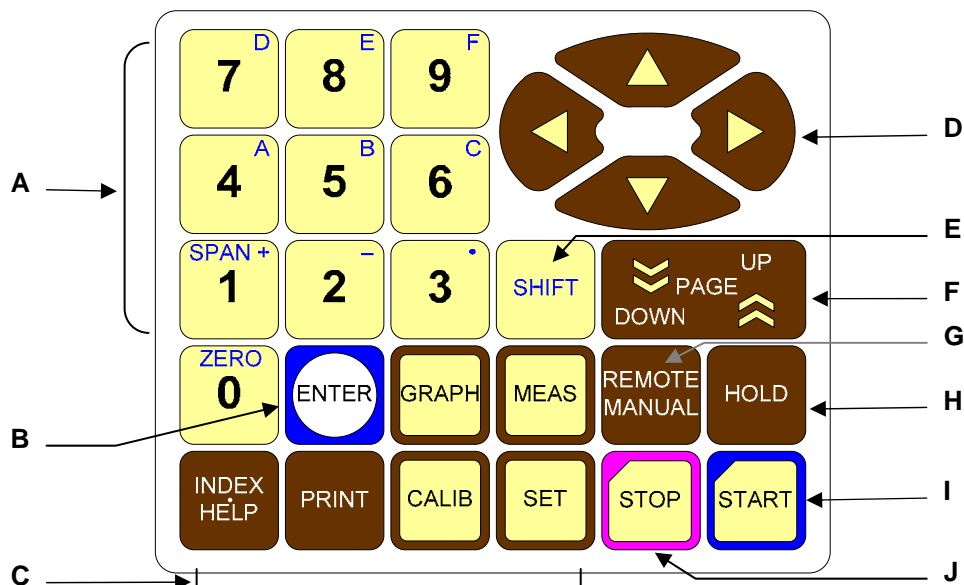 D E F
7 8 9
D
A B C
A 4 5 6
E
SPAN + – •
1 2 3 SHIFT
UP
PAGE
DOWN
F
G
ZERO
0 ENTER GRAPH MEAS REMOTE MANUAL HOLD
H
B
INDEX • HELP PRINT CALIB SET STOP START
I
C
J